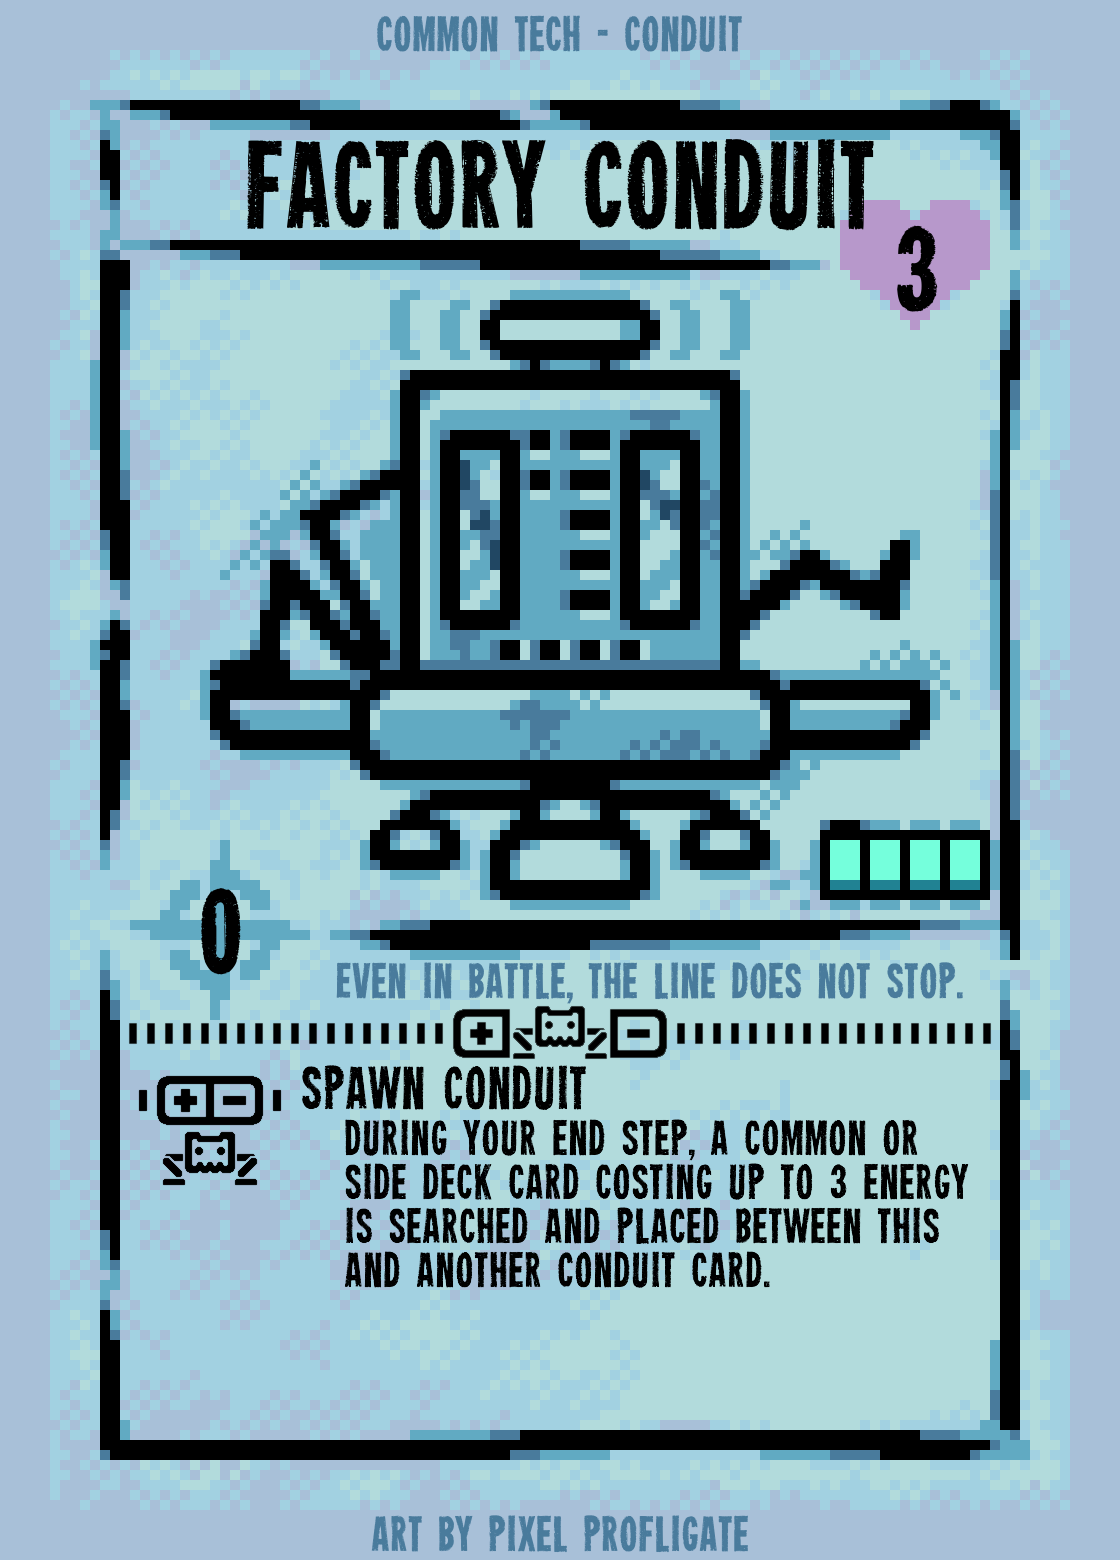 COMMON TECH - CONDUIT
FACTORY CONDUIT
3
0
EVEN IN BATTLE, THE LINE DOES NOT STOP.
SPAWN CONDUIT
DURING YOUR END STEP, A COMMON OR
SIDE DECK CARD COSTING UP TO 3 ENERGY
IS SEARCHED AND PLACED BETWEEN THIS
AND ANOTHER CONDUIT CARD.
ART BY PIXEL PROFLIGATE